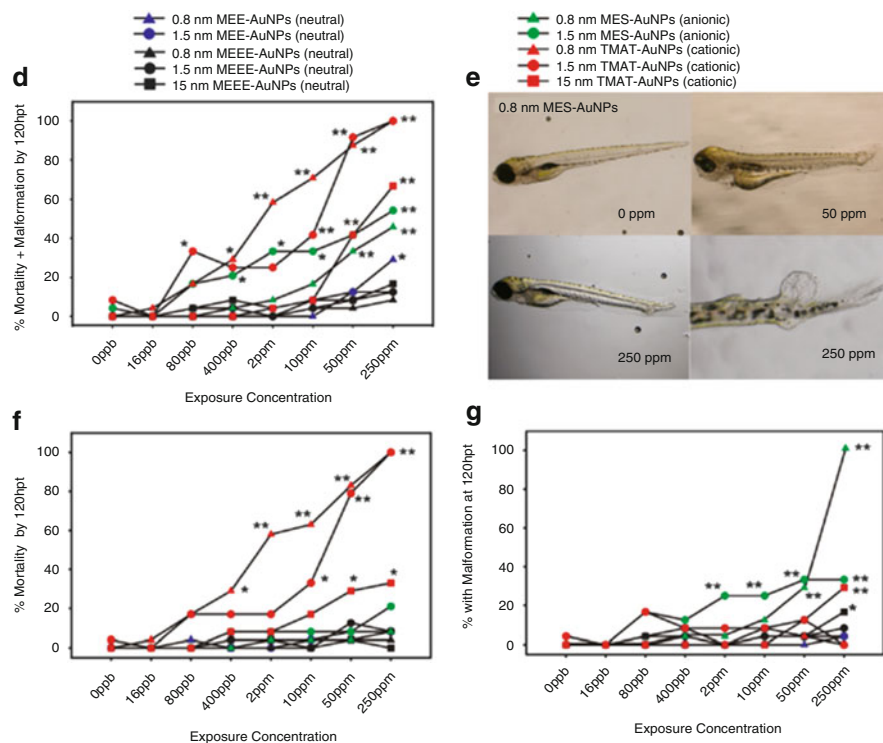 0.8 nm MEE-AuNPs (neutral)
1.5 nm MEE-AuNPs (neutral)
0.8 nm MEEE-AuNPs (neutral)
1.5 nm MEEE-AuNPs (neutral)
15 nm MEEE-AuNPs (neutral)
0.8 nm MES-AuNPs (anionic)
1.5 nm MES-AuNPs (anionic)
0.8 nm TMAT-AuNPs (cationic)
1.5 nm TMAT-AuNPs (cationic)
15 nm TMAT-AuNPs (cationic)
d
% Mortality + Malformation by 120hpt
100
80
60
40
20
0
** ** ** ** ** * * * ** * ** ** ** ** ** * *
0ppb 16ppb 80ppb 400ppb 2ppm 10ppm 50ppm 250ppm
Exposure Concentration
e
0.8 nm MES-AuNPs
0 ppm
50 ppm
250 ppm
250 ppm
f
% Mortality by 120hpt
100
80
60
40
20
0
** ** ** ** ** * * * *
0ppb 16ppb 80ppb 400ppb 2ppm 10ppm 50ppm 250ppm
Exposure Concentration
g
% with Malformation at 120hpt
100
80
60
40
20
0
** ** ** ** ** ** ** *
0ppb 16ppb 80ppb 400ppb 2ppm 10ppm 50ppm 250ppm
Exposure Concentration